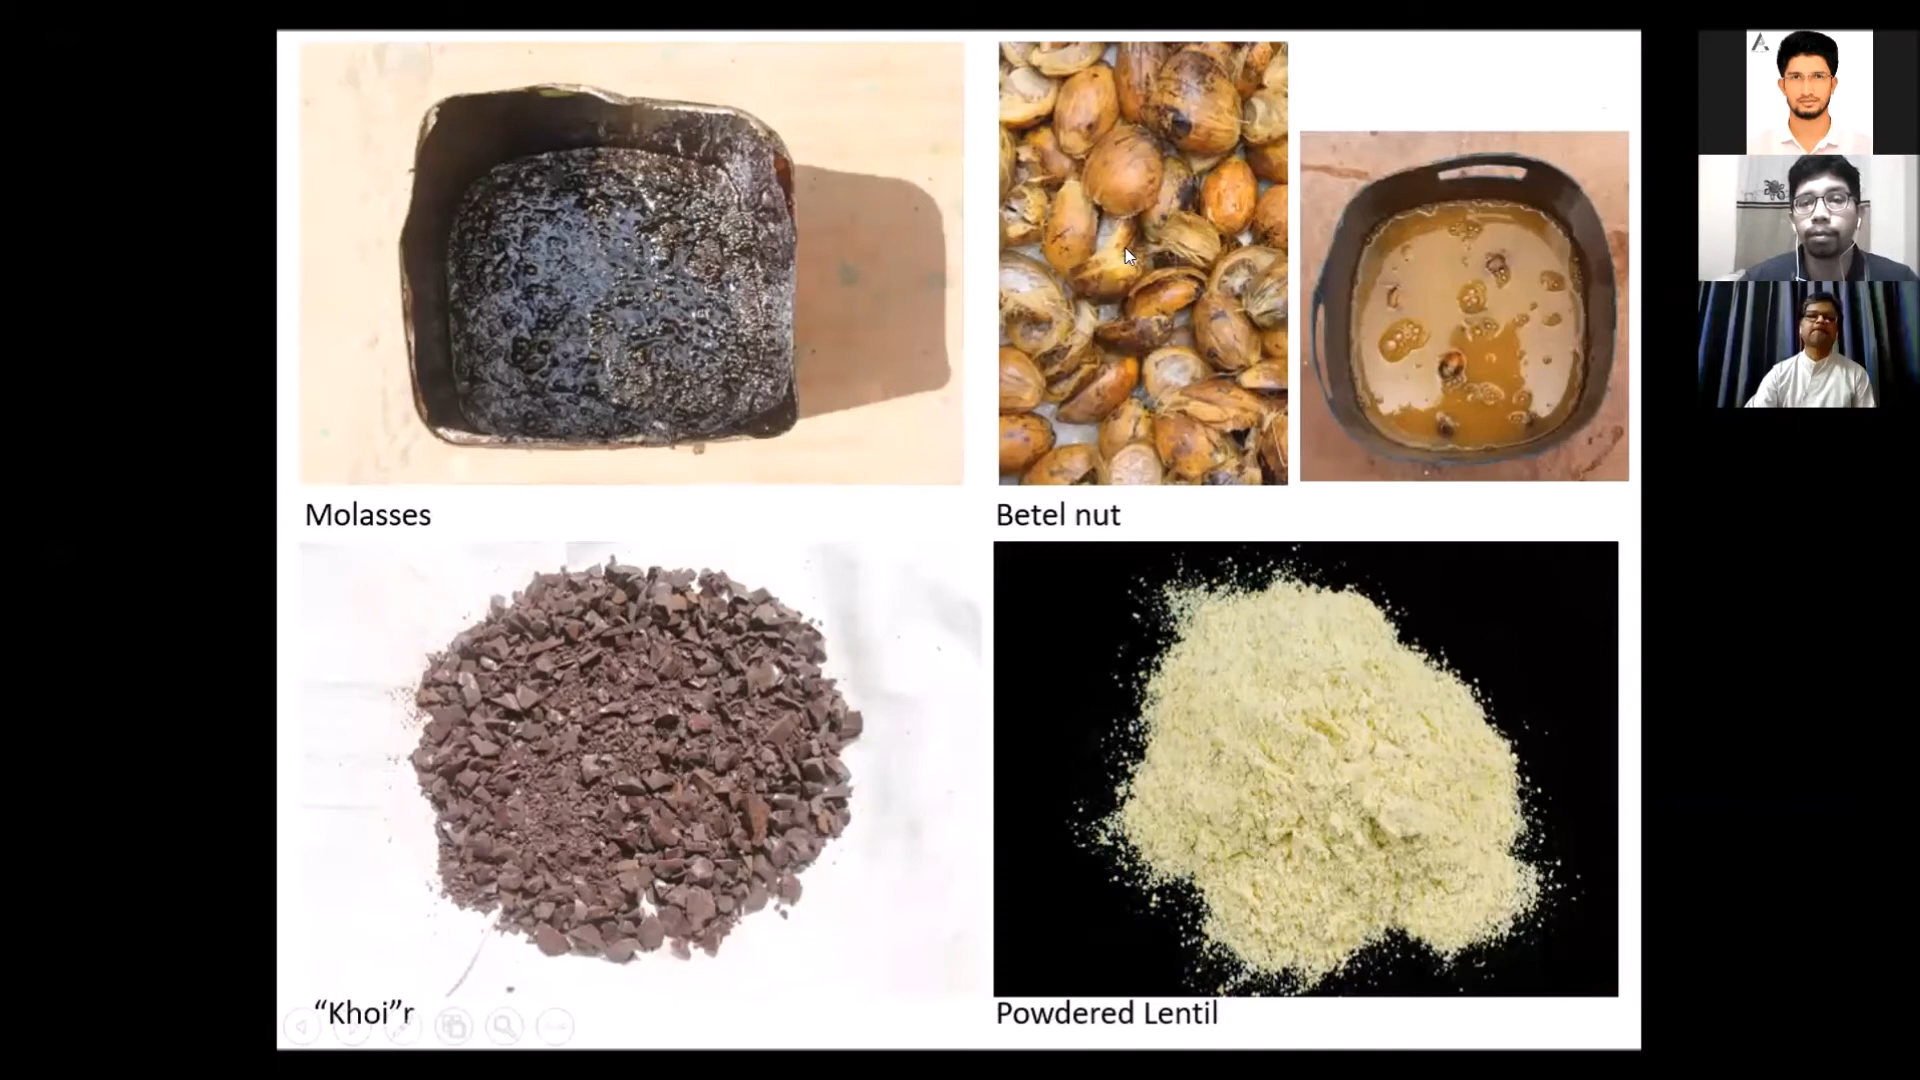 Molasses
Betel nut
“Khoi”r
Powdered Lentil